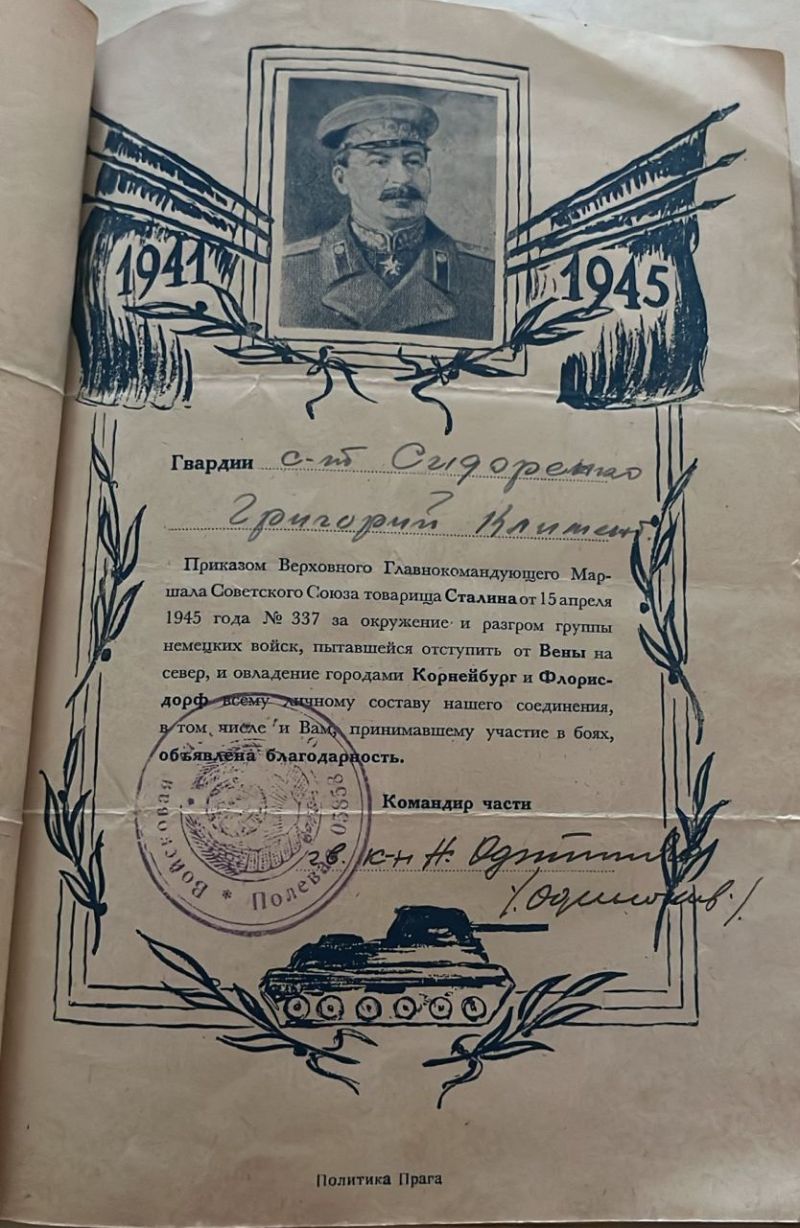 1941
1945
Гвардии с-т Сидоренко
Григорий Климент.
Приказом Верховного Главнокомандующего Мар-
шала Советского Союза товарища Сталина от 15 апреля
1945 года № 337 за окружение и разгром группы
немецких войск, пытавшейся отступить от Вены на
север, и овладение городами Корнейбург и Флорис-
дорф всему личному составу нашего соединения,
в том числе и Вам, принимавшему участие в боях,
объявлена благодарность.
Войсковая * Полевая 05858
Командир части
гв. к-н Н.
Политика Прага